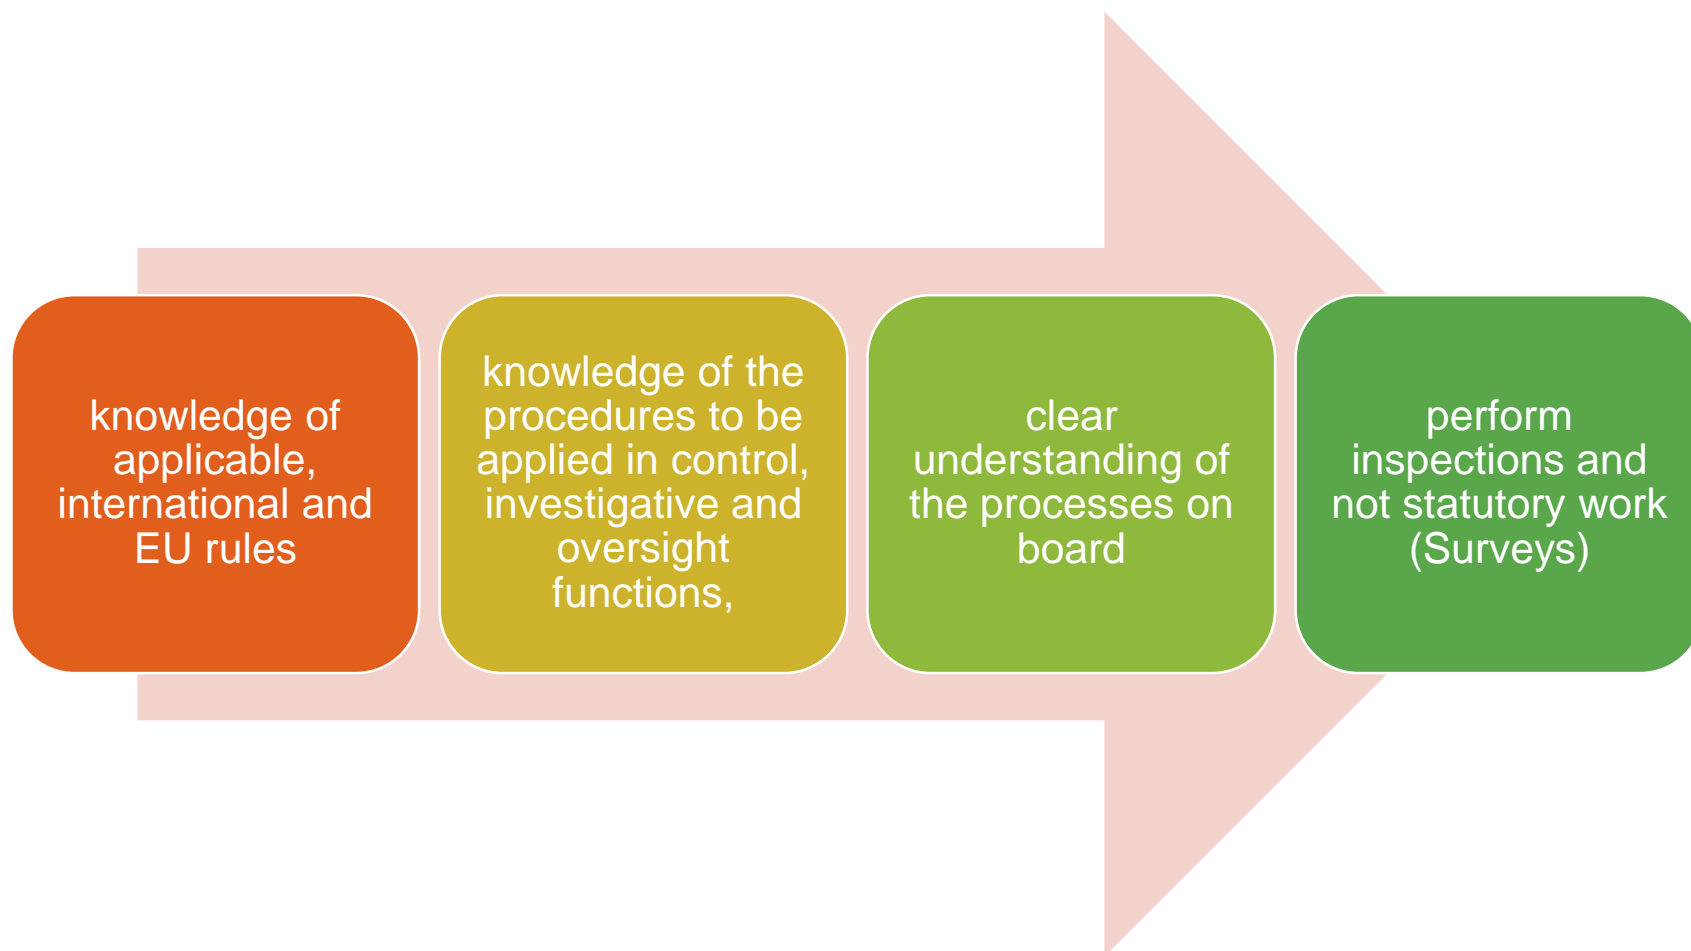 knowledge of
applicable,
international and
EU rules
knowledge of the
procedures to be
applied in control,
investigative and
oversight
functions,
clear
understanding of
the processes on
board
perform
inspections and
not statutory work
(Surveys)